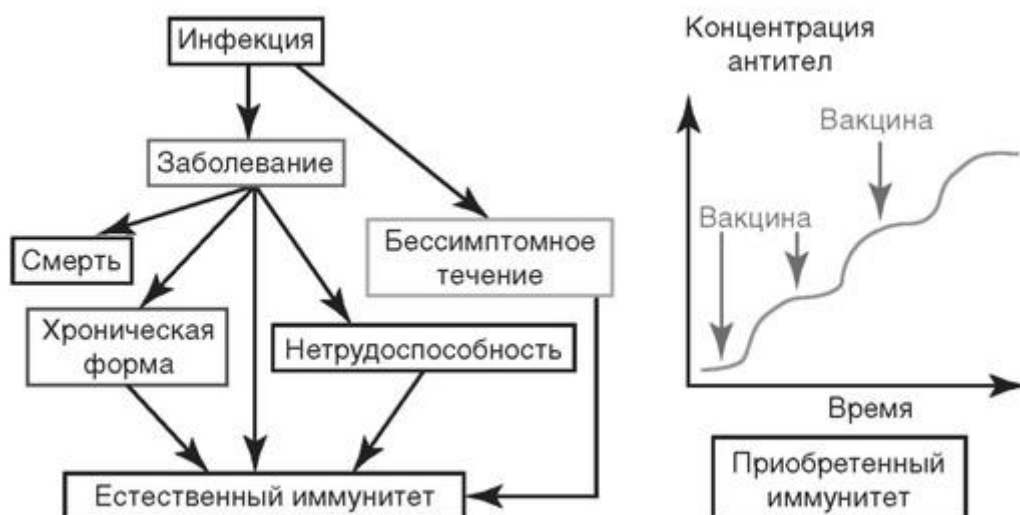 Инфекция
Заболевание
Смерть
Бессимптомное
течение
Хроническая
форма
Нетрудоспособность
Естественный иммунитет
Концентрация
антител
Вакцина
Вакцина
Время
Приобретенный
иммунитет